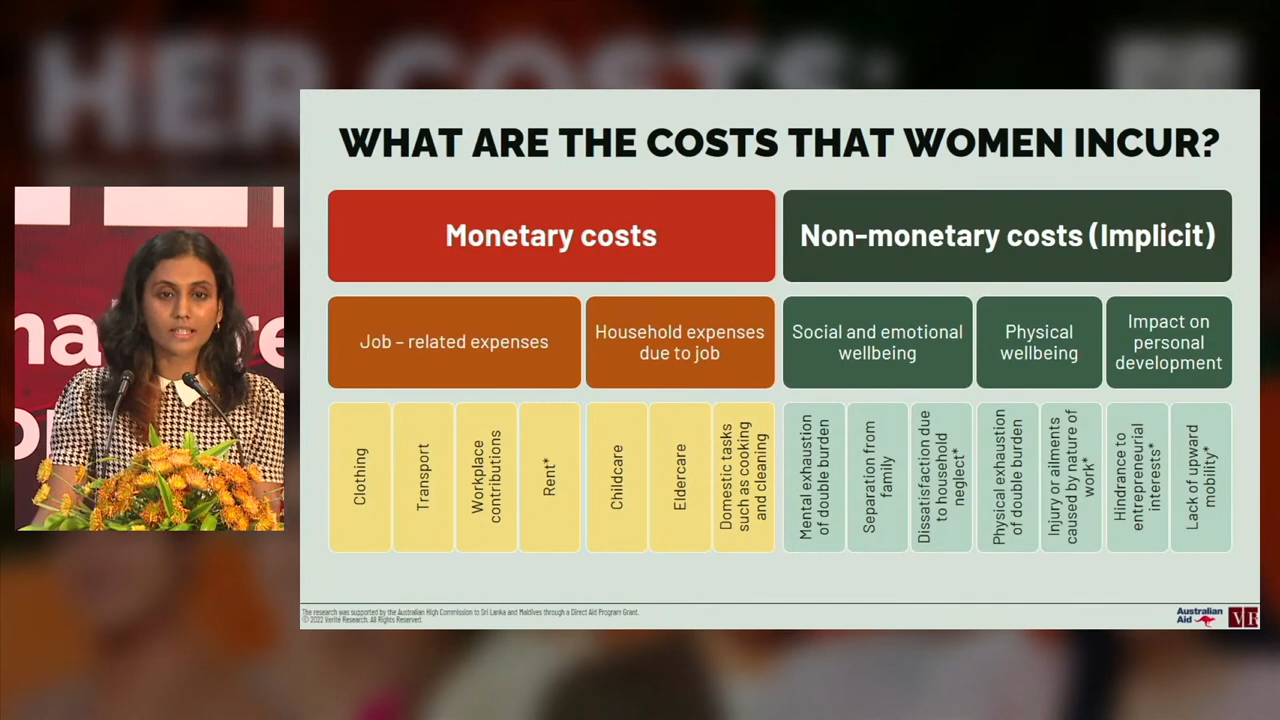 HER COSTS:
WHAT ARE THE COSTS THAT WOMEN INCUR?
Monetary costs
Non-monetary costs (Implicit)
Job – related expenses
Household expenses
due to job
Social and emotional
wellbeing
Physical
wellbeing
Impact on
personal
development
Clothing
Transport
Workplace
contributions
Rent*
Childcare
Eldercare
Domestic tasks
such as cooking
and cleaning
Mental exhaustion
of double burden
Separation from
family
Dissatisfaction due
to household
neglect*
Physical exhaustion
of double burden
Injury or ailments
caused by nature of
work*
Hindrance to
entrepreneurial
interests*
Lack of upward
mobility*
The research was supported by the Australian High Commission to Sri Lanka and Maldives through a Direct Aid Program Grant.
© 2022 Verité Research. All Rights Reserved.
Australian
Aid
VR